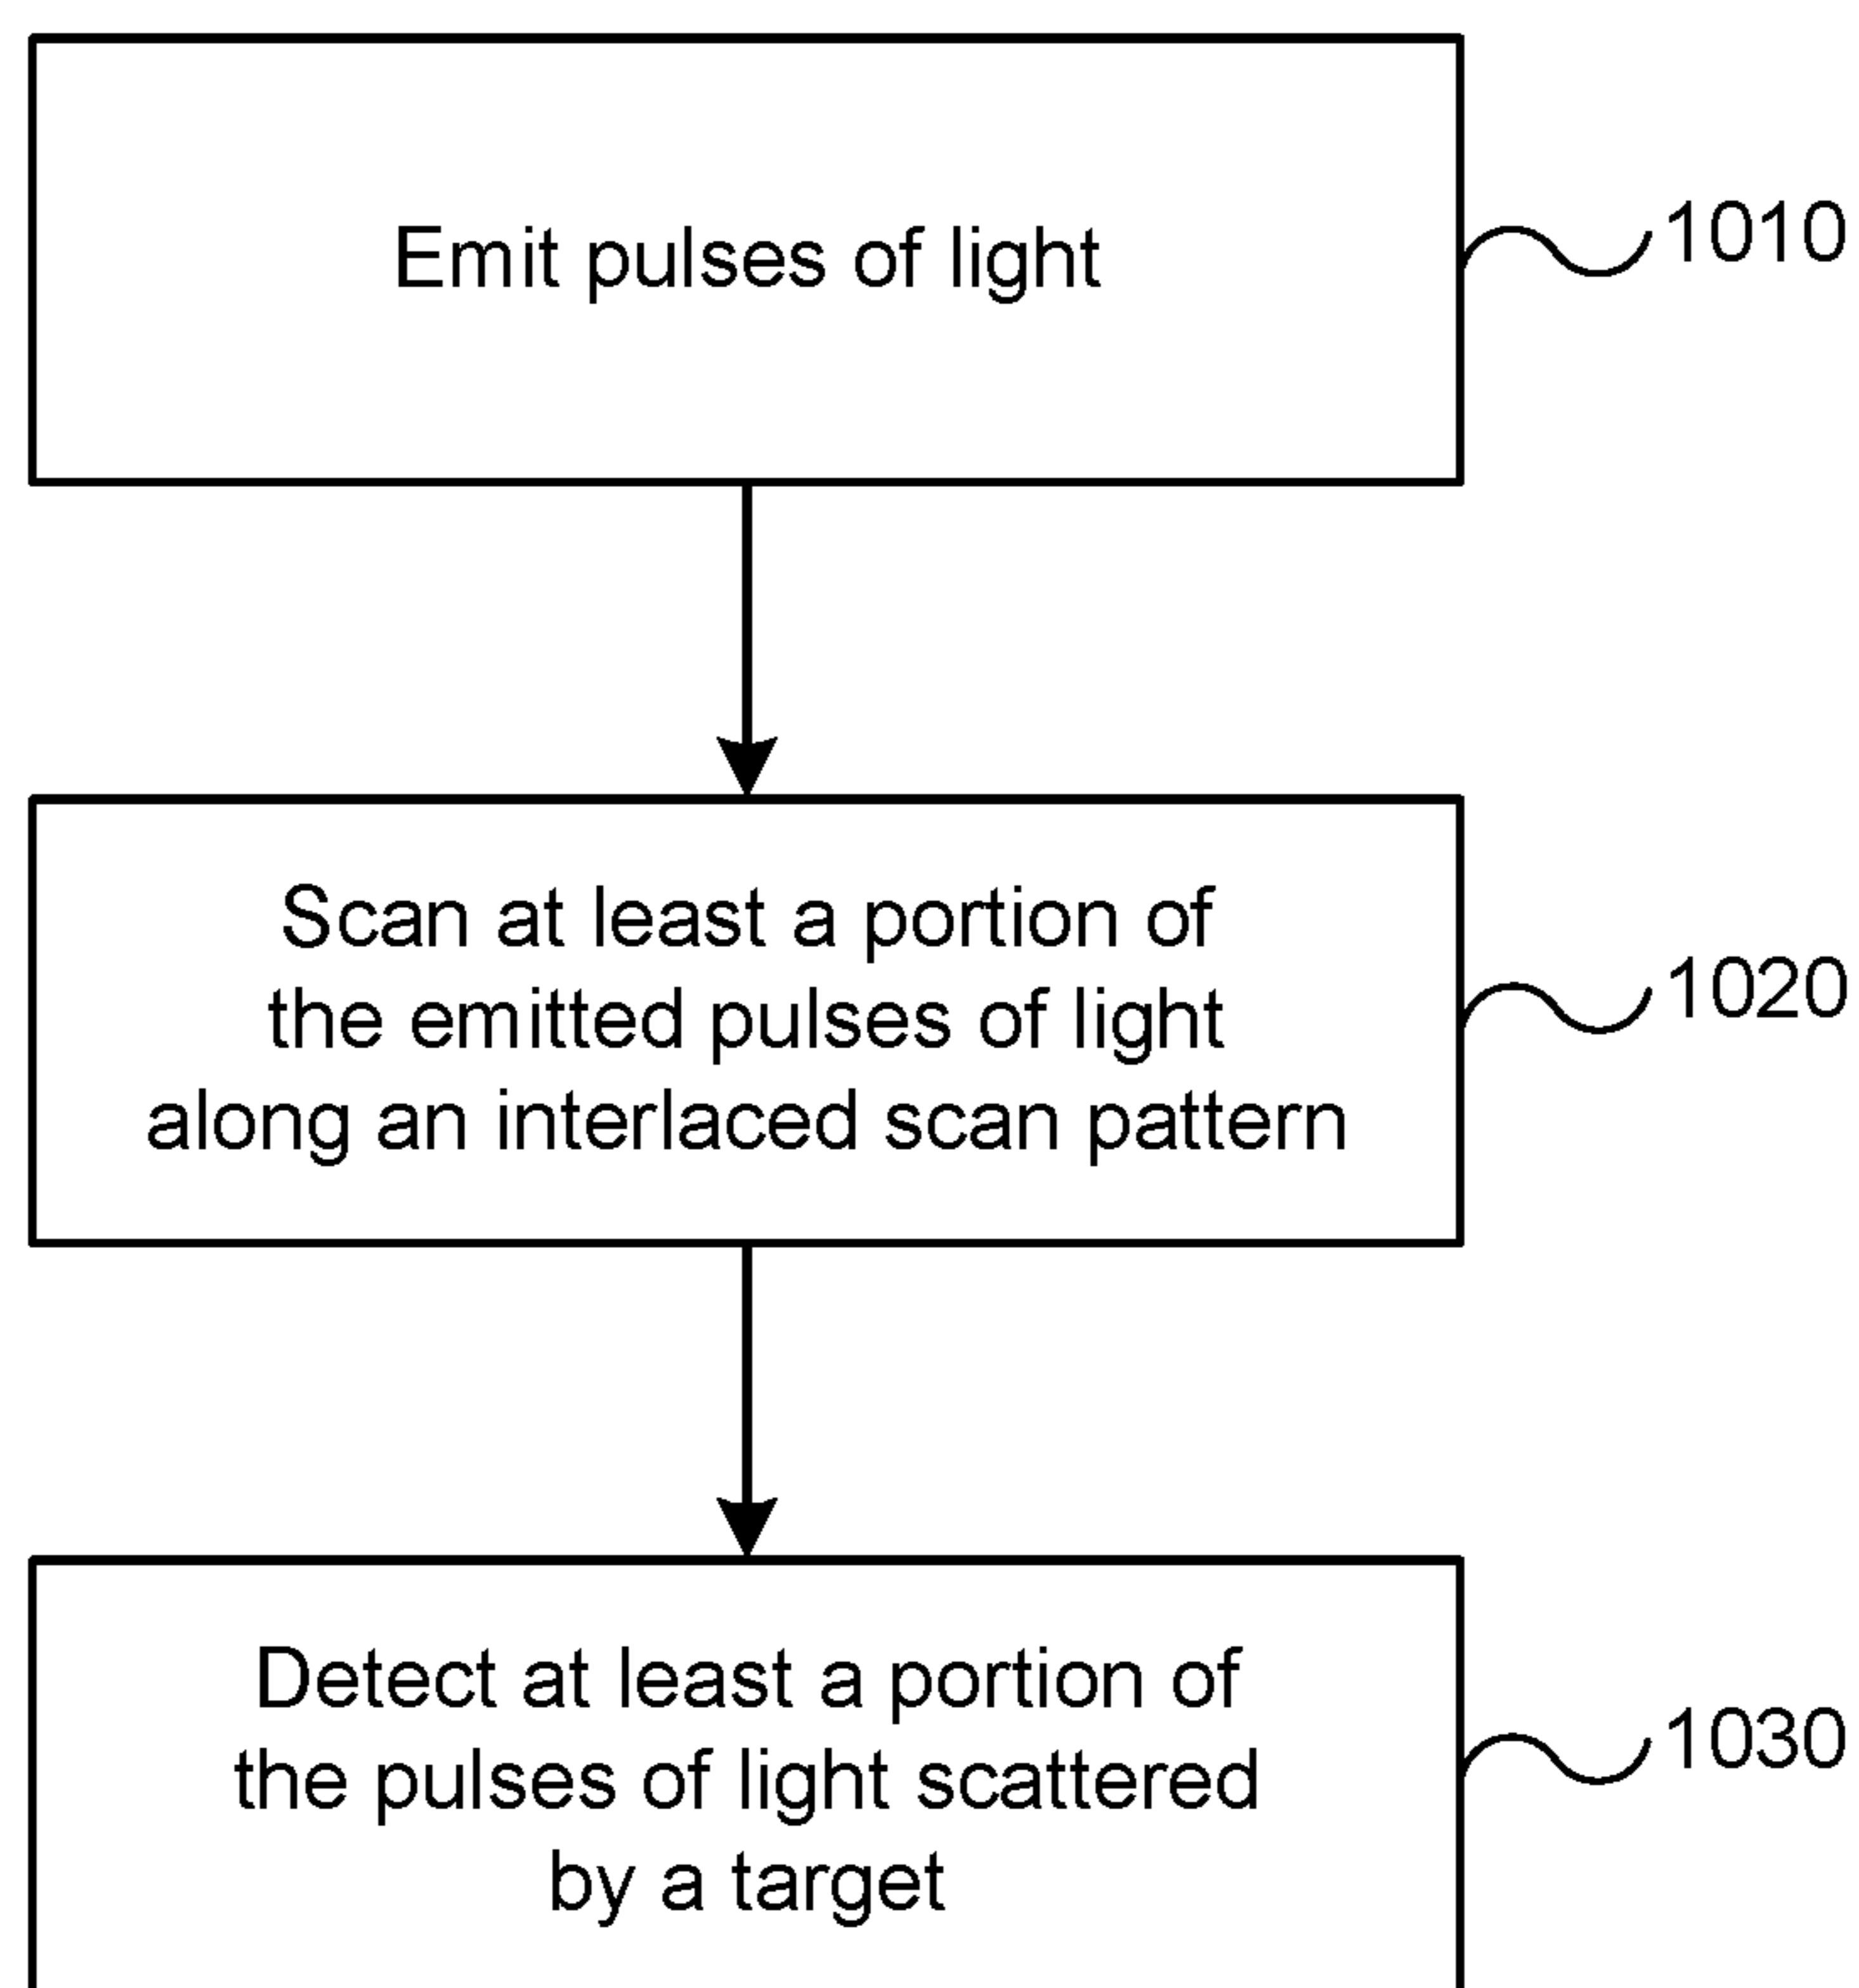 Emit pulses of light
1010
Scan at least a portion of
the emitted pulses of light
along an interlaced scan pattern
1020
Detect at least a portion of
the pulses of light scattered
by a target
1030